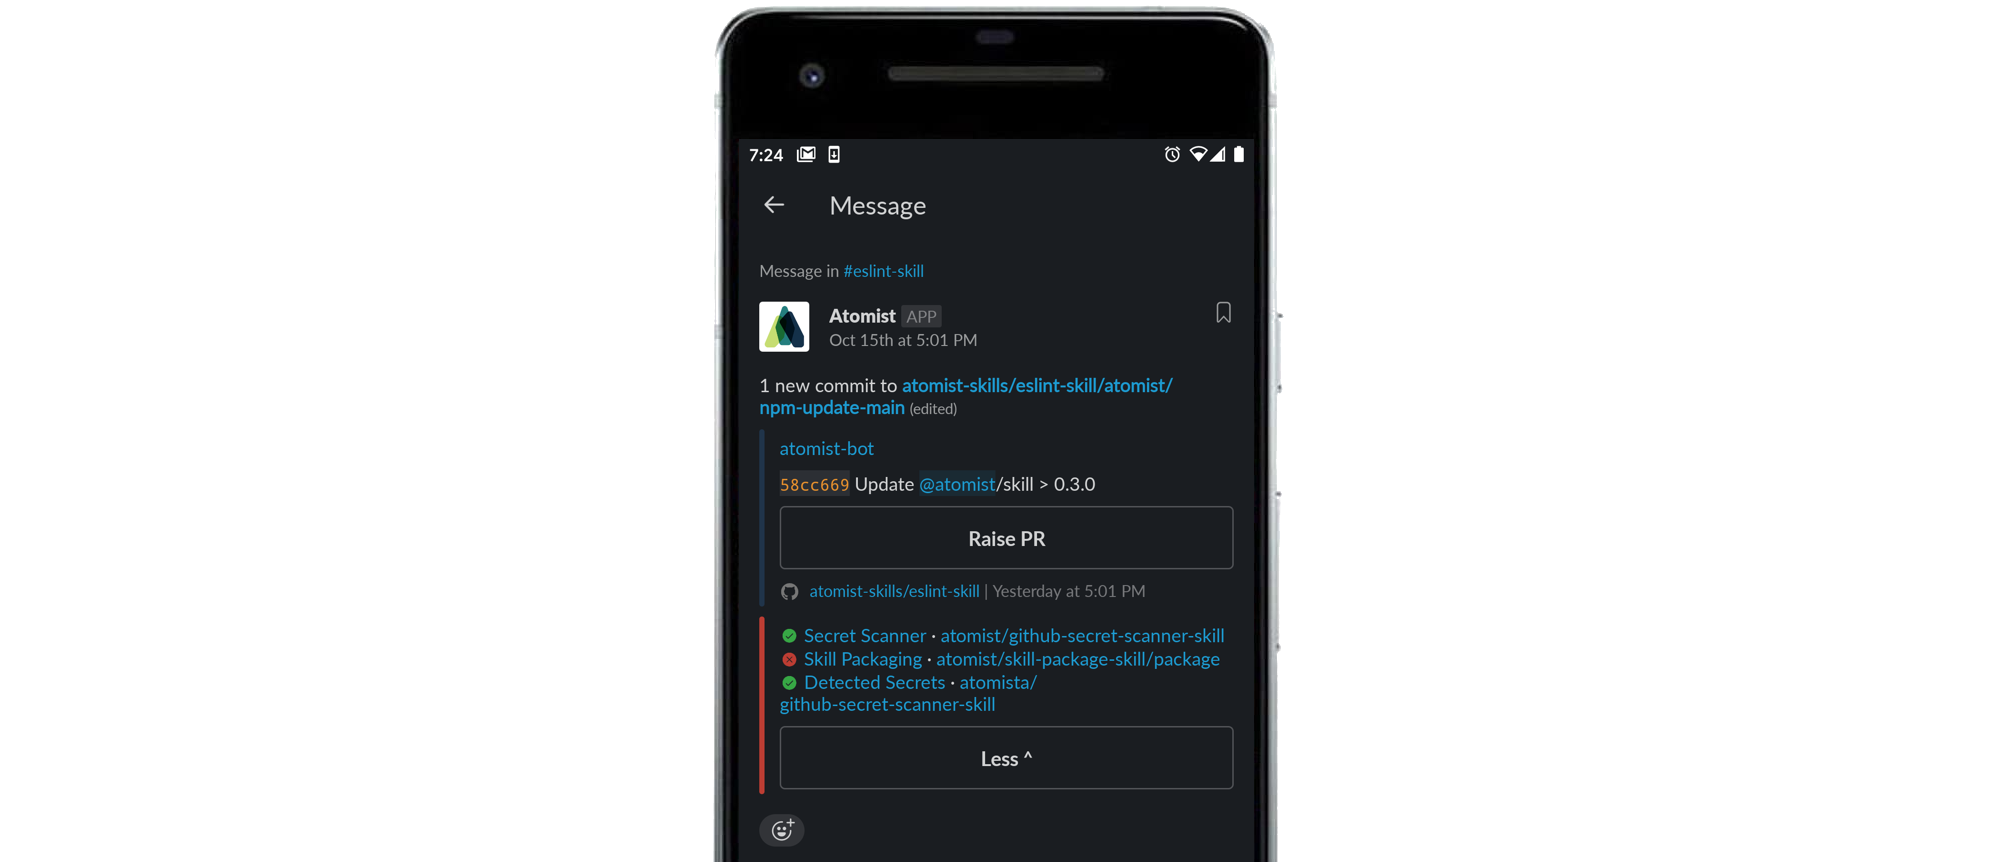 7:24
Message
Message in #eslint-skill
Atomist APP
Oct 15th at 5:01 PM
1 new commit to atomist-skills/eslint-skill/atomist/
npm-update-main (edited)
atomist-bot
58cc669 Update @atomist/skill > 0.3.0
Raise PR
atomist-skills/eslint-skill | Yesterday at 5:01 PM
Secret Scanner · atomist/github-secret-scanner-skill
Skill Packaging · atomist/skill-package-skill/package
Detected Secrets · atomista/
github-secret-scanner-skill
Less ^